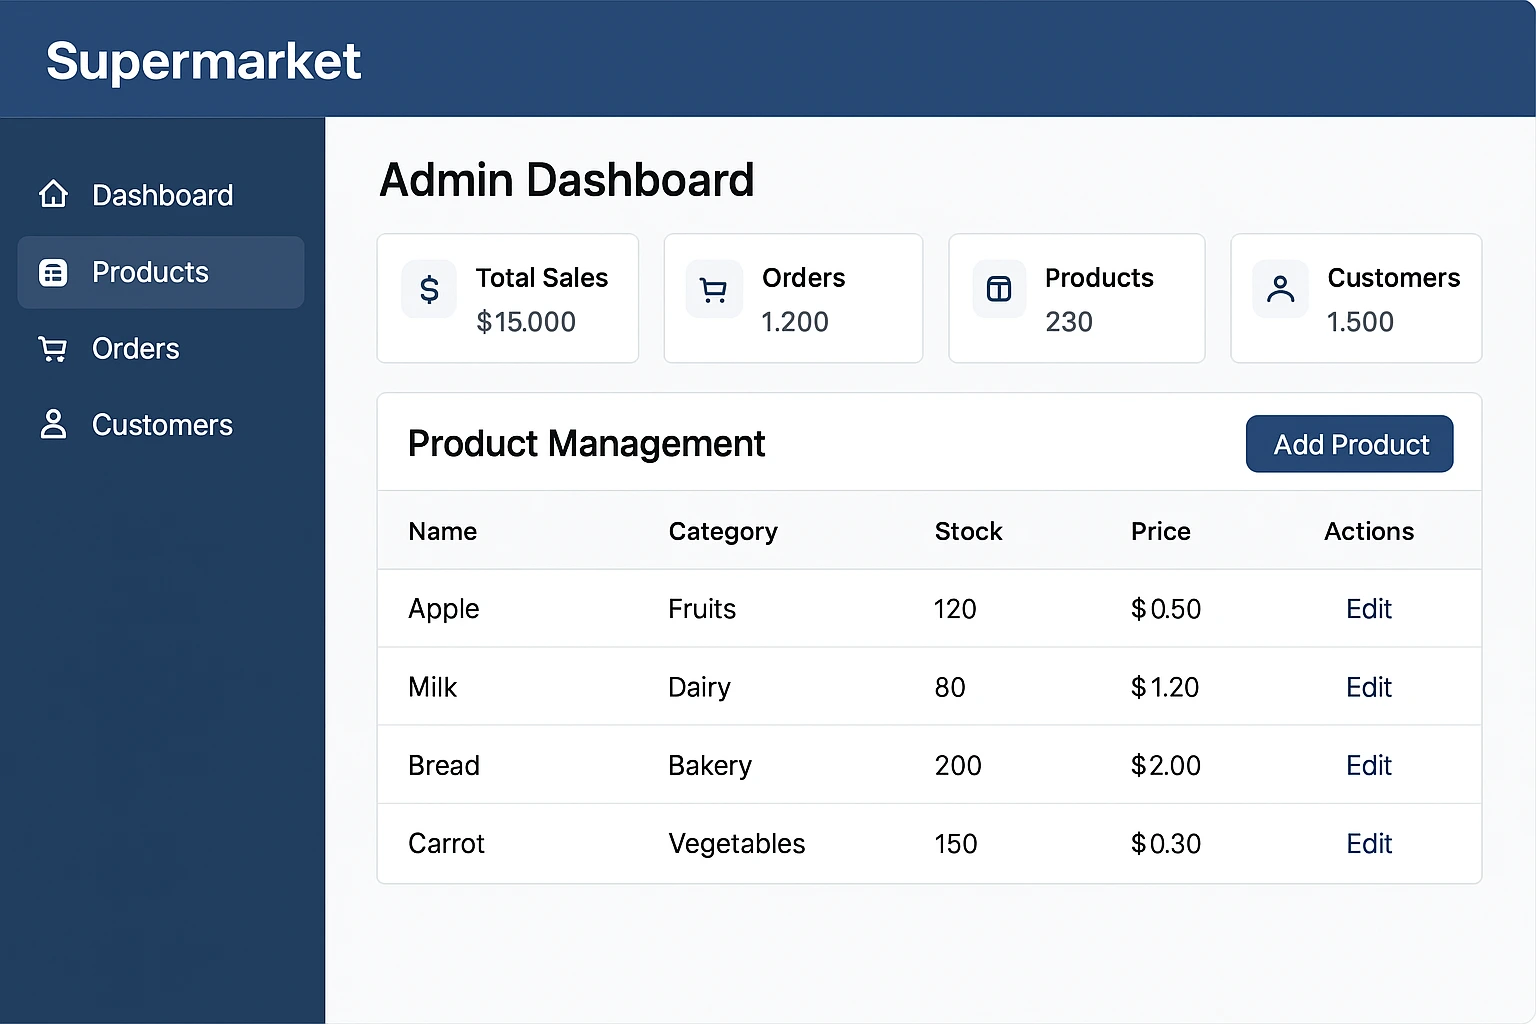 Supermarket
Dashboard
Products
Orders
Customers
Admin Dashboard
Total Sales
$15.000
Orders
1.200
Products
230
Customers
1.500
Product Management
Add Product
Name Category Stock Price Actions
Apple Fruits 120 $0.50 Edit
Milk Dairy 80 $1.20 Edit
Bread Bakery 200 $2.00 Edit
Carrot Vegetables 150 $0.30 Edit